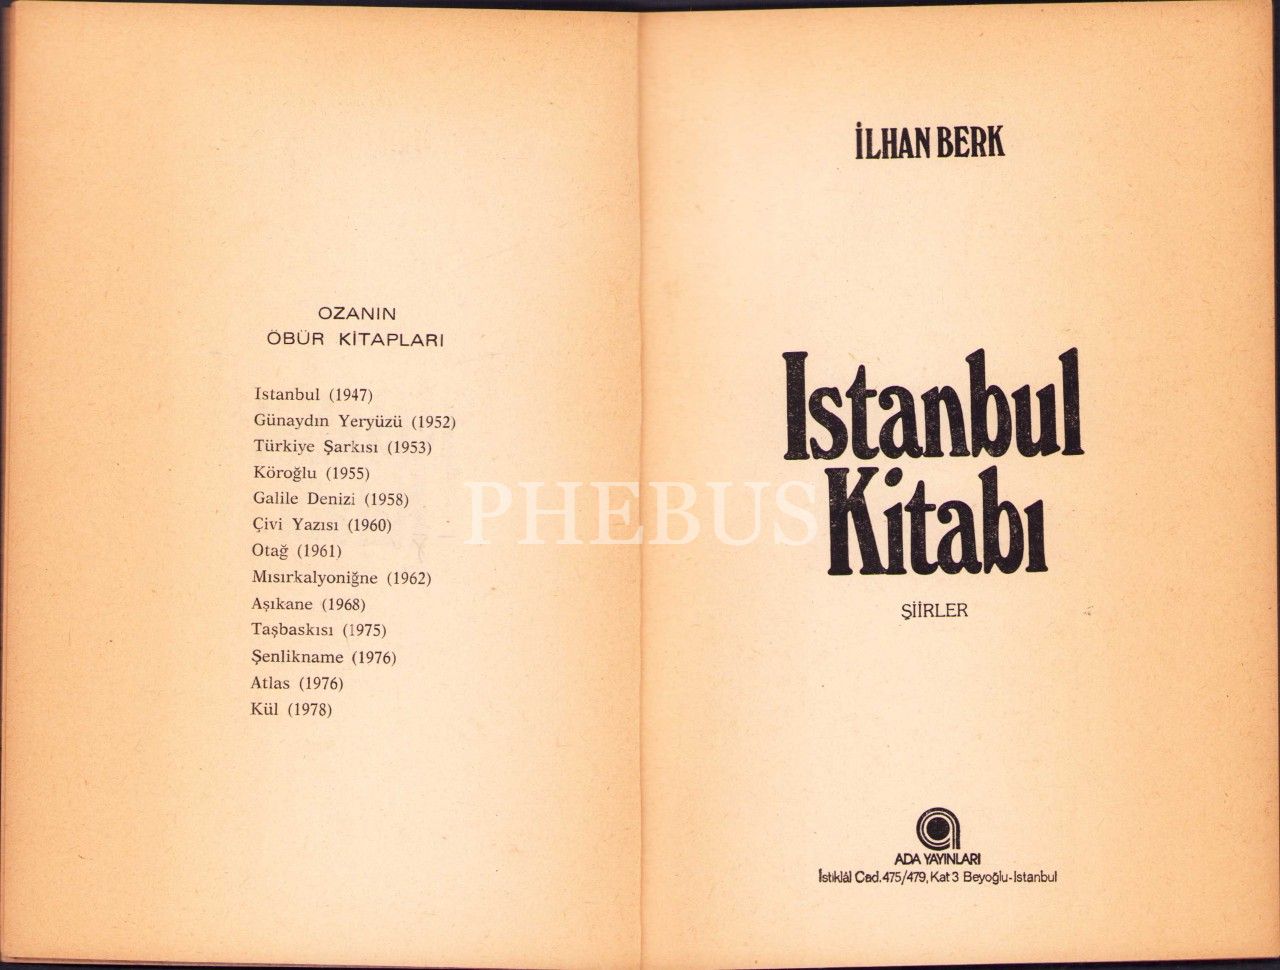 OZANIN
ÖBÜR KİTAPLARI
Istanbul (1947)
Günaydın Yeryüzü (1952)
Türkiye Şarkısı (1953)
Köroğlu (1955)
Galile Denizi (1958)
Çivi Yazısı (1960)
Otağ (1961)
Mısırkalyoniğne (1962)
Aşıkane (1968)
Taşbaskısı (1975)
Şenlikname (1976)
Atlas (1976)
Kül (1978)
PHEBUS
İLHAN BERK
Istanbul
Kitabı
ŞİİRLER
ADA YAYINLARI
İstiklâl Cad. 475/479, Kat 3 Beyoğlu-Istanbul